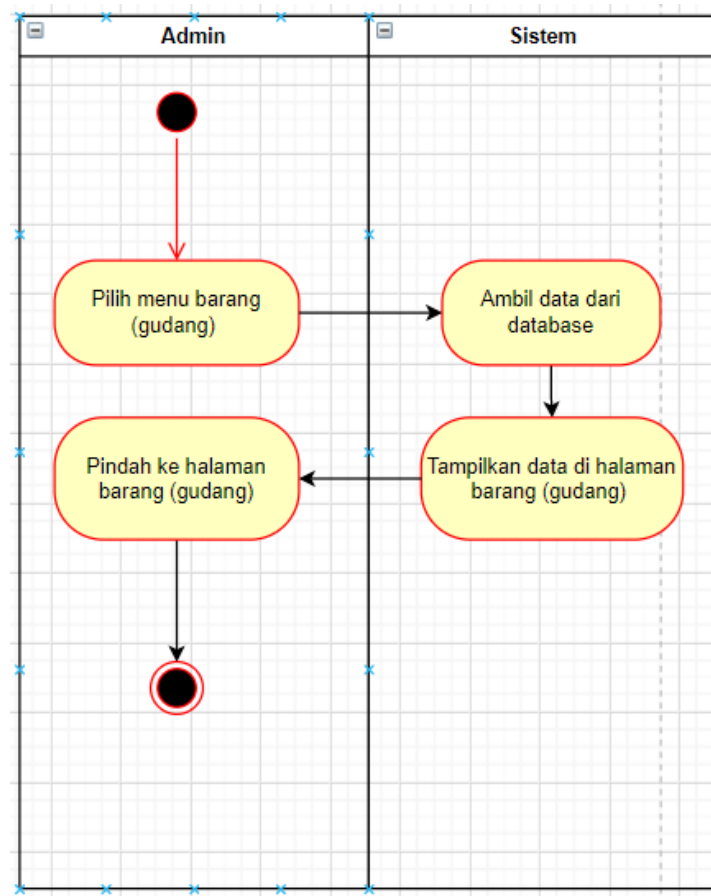 Admin
Sistem
Pilih menu barang
(gudang)
Ambil data dari
database
Pindah ke halaman
barang (gudang)
Tampilkan data di halaman
barang (gudang)